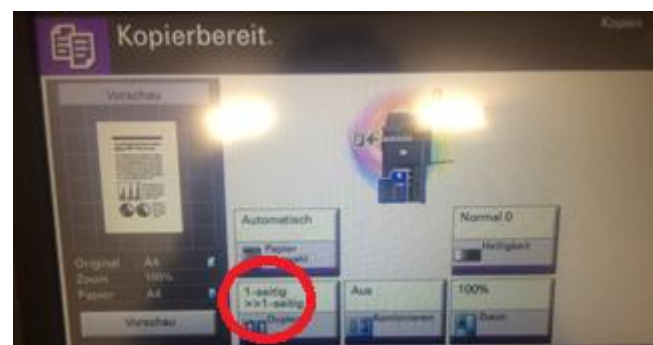 Kopierbereit.
Kopien
Vorschau
Original A4
Zoom 100%
Papier A4
Vorschau
Automatisch
Papier
Normal 0
Helligkeit
1-seitig
>>1-seitig
Duplex
Aus
Kombinieren
100%
Zoom